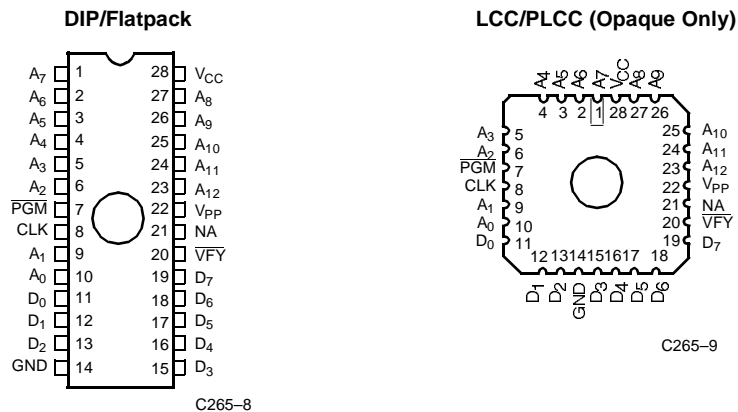 DIP/Flatpack
A7 1 28 VCC
A6 2 27 A8
A5 3 26 A9
A4 4 25 A10
A3 5 24 A11
A2 6 23 A12
PGM 7 22 VPP
CLK 8 21 NA
A1 9 20 VFY
A0 10 19 D7
D0 11 18 D6
D1 12 17 D5
D2 13 16 D4
GND 14 15 D3
C265–8
LCC/PLCC (Opaque Only)
A4 A5 A6 A7 VCC A8 A9
4 3 2 1 28 27 26
A3 5 25 A10
A2 6 24 A11
PGM 7 23 A12
CLK 8 22 VPP
A1 9 21 NA
A0 10 20 VFY
D0 11 19 D7
12 13 14 15 16 17 18
D1 D2 GND D3 D4 D5 D6
C265–9